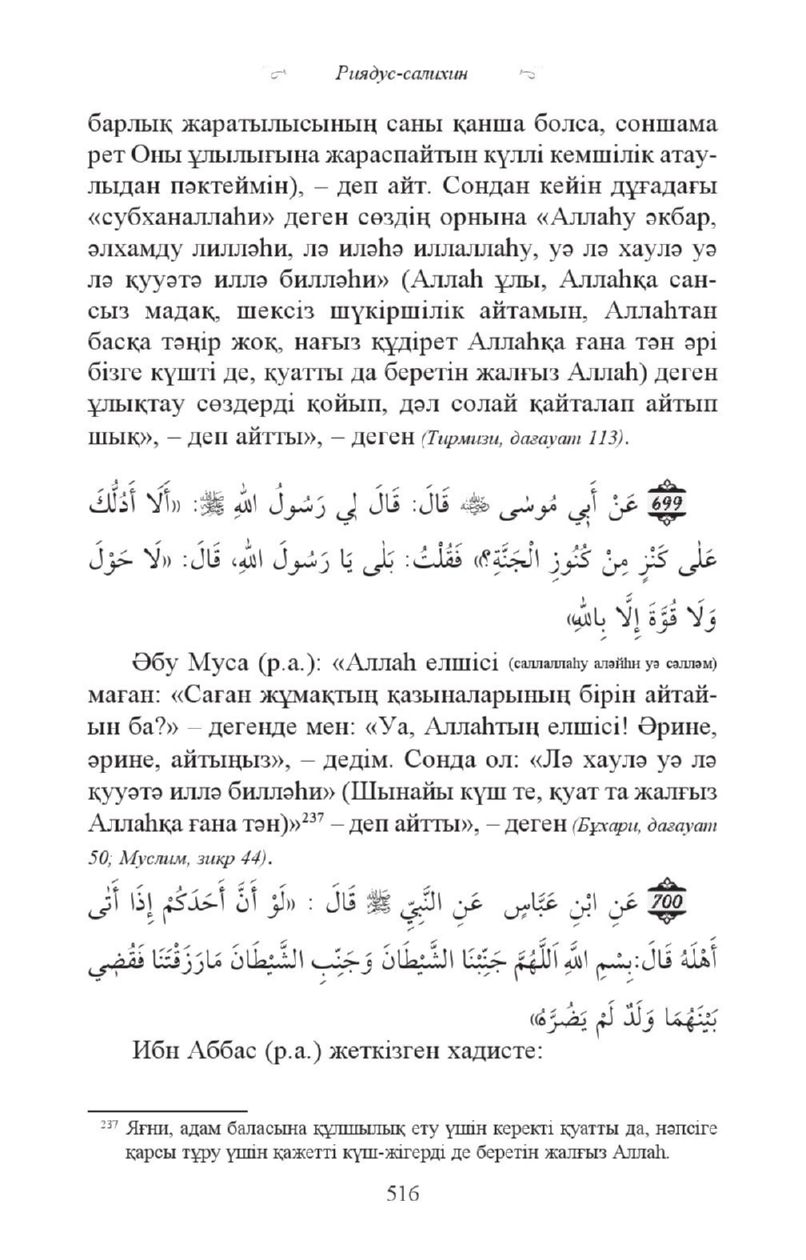 Риядус-салихин
барлық жаратылысының саны қанша болса, соншама
рет Оны ұлылығына жараспайтын күллі кемшілік атау-
лыдан пәктеймін), – деп айт. Сондан кейін дұғадағы
«субханаллаһи» деген сөздің орнына «Аллаһу әкбар,
әлхамду лилләһи, лә иләһә иллаллаһу, уә лә хаулә уә
лә қууәтә иллә билләһи» (Аллаһ ұлы, Аллаһқа сан-
сыз мадақ, шексіз шүкіршілік айтамын, Аллаһтан
басқа тәңір жоқ, нағыз құдірет Аллаһқа ғана тән әрі
бізге күшті де, қуатты да беретін жалғыз Аллаһ) деген
ұлықтау сөздерді қойып, дәл солай қайталап айтып
шық», – деп айтты», – деген (Тирмизи, дағауат 113).
699 عَنْ أَبِي مُوسٰى ﷺ قَالَ: قَالَ لِي رَسُولُ اللهِ ﷺ: «أَلَا أَدُلُّكَ
عَلٰى كَنْزٍ مِنْ كُنُوزِ الْجَنَّةِ؟» فَقُلْتُ: بَلٰى يَا رَسُولَ اللهِ، قَالَ: «لَا حَوْلَ
وَلَا قُوَّةَ إِلَّا بِاللهِ»
Әбу Муса (р.а.): «Аллаһ елшісі (саллаллаһу аләйһи уә сәлләм)
маған: «Саған жұмақтың қазыналарының бірін айтай-
ын ба?» – дегенде мен: «Уа, Аллаһтың елшісі! Әрине,
әрине, айтыңыз», – дедім. Сонда ол: «Лә хаулә уә лә
қууәтә иллә билләһи» (Шынайы күш те, қуат та жалғыз
Аллаһқа ғана тән)»²³⁷ – деп айтты», – деген (Бұхари, дағауат
50; Муслим, зикр 44).
700 عَنِ ابْنِ عَبَّاسٍ عَنِ النَّبِيِّ ﷺ قَالَ : «لَوْ أَنَّ أَحَدَكُمْ إِذَا أَتٰى
أَهْلَهُ قَالَ:بِسْمِ اللهِ اَللّٰهُمَّ جَنِّبْنَا الشَّيْطَانَ وَ جَنِّبِ الشَّيْطَانَ مَارَزَقْتَنَا فَقُضِي
بَيْنَهُمَا وَلَدٌ لَمْ يَضُرَّهُ»
Ибн Аббас (р.а.) жеткізген хадисте:
²³⁷ Яғни, адам баласына құлшылық ету үшін керекті қуатты да, нәпсіге
қарсы тұру үшін қажетті күш-жігерді де беретін жалғыз Аллаһ.
516